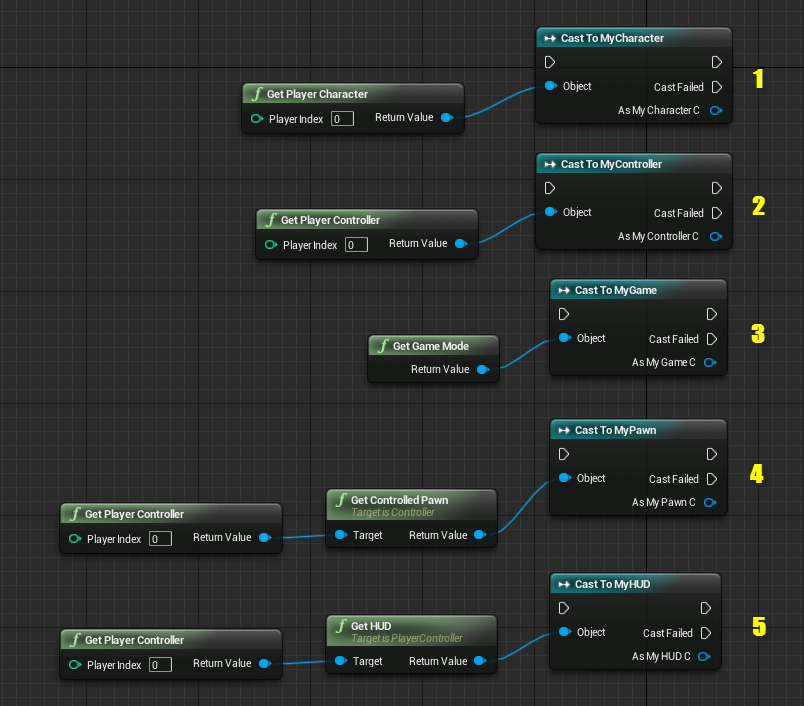 Cast To MyCharacter
Object
Cast Failed
As My Character C
1
f Get Player Character
Player Index 0
Return Value
Cast To MyController
Object
Cast Failed
As My Controller C
2
f Get Player Controller
Player Index 0
Return Value
Cast To MyGame
Object
Cast Failed
As My Game C
3
f Get Game Mode
Return Value
Cast To MyPawn
Object
Cast Failed
As My Pawn C
4
f Get Player Controller
Player Index 0
Return Value
f Get Controlled Pawn
Target is Controller
Target
Return Value
Cast To MyHUD
Object
Cast Failed
As My HUD C
5
f Get Player Controller
Player Index 0
Return Value
f Get HUD
Target is PlayerController
Target
Return Value